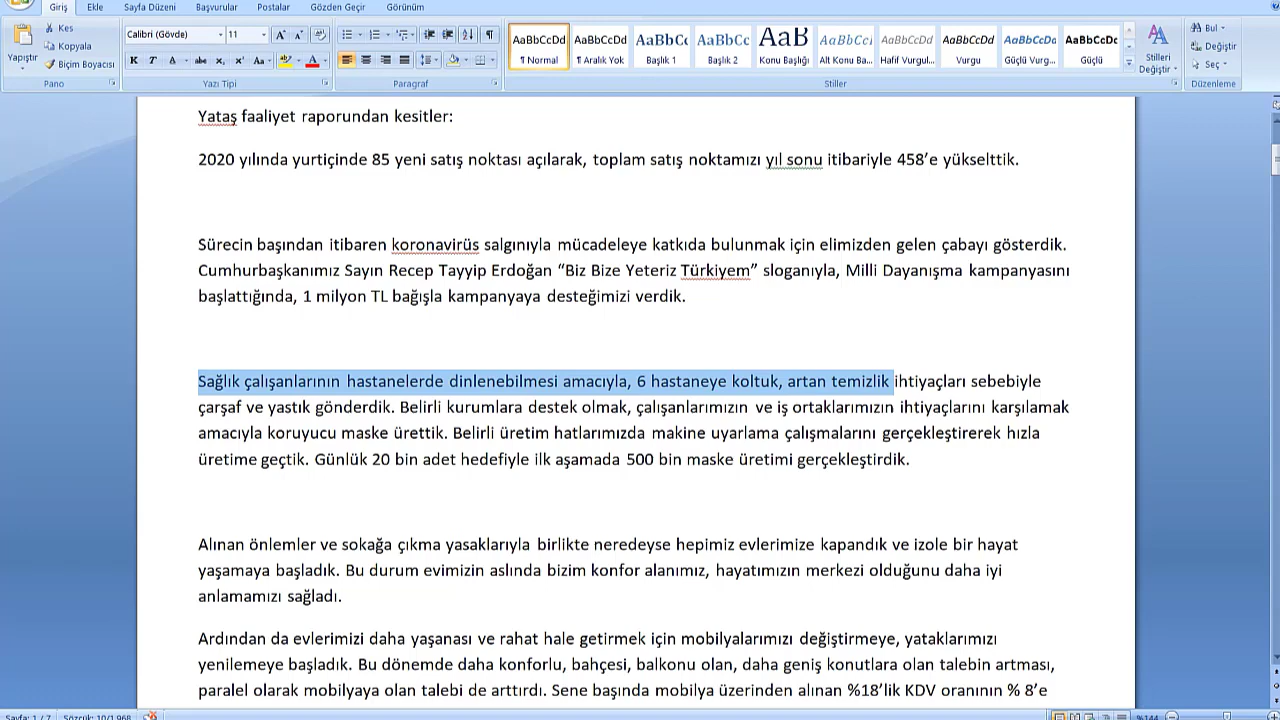 Giriş Ekle Sayfa Düzeni Başvurular Postalar Gözden Geçir Görünüm
Yapıştır
Kes
Kopyala
Biçim Boyacısı
Pano
Calibri (Gövde) 11
K T A abc x₂ x² Aa
Yazı Tipi
Paragraf
AaBbCcDd AaBbCcDd AaBbCc AaBbCc AaB AaBbCcI AaBbCcDd AaBbCcDd AaBbCcDd AaBbCcDc
¶ Normal ¶ Aralık Yok Başlık 1 Başlık 2 Konu Başlığı Alt Konu Ba... Hafif Vurgul... Vurgu Güçlü Vurg... Güçlü
Stilleri Değiştir
Stiller
Bul
Değiştir
Seç
Düzenleme
Yataş faaliyet raporundan kesitler:
2020 yılında yurtiçinde 85 yeni satış noktası açılarak, toplam satış noktamızı yıl sonu itibariyle 458’e yükselttik.
Sürecin başından itibaren koronavirüs salgınıyla mücadeleye katkıda bulunmak için elimizden gelen çabayı gösterdik.
Cumhurbaşkanımız Sayın Recep Tayyip Erdoğan “Biz Bize Yeteriz Türkiyem” sloganıyla, Milli Dayanışma kampanyasını
başlattığında, 1 milyon TL bağışla kampanyaya desteğimizi verdik.
Sağlık çalışanlarının hastanelerde dinlenebilmesi amacıyla, 6 hastaneye koltuk, artan temizlik ihtiyaçları sebebiyle
çarşaf ve yastık gönderdik. Belirli kurumlara destek olmak, çalışanlarımızın ve iş ortaklarımızın ihtiyaçlarını karşılamak
amacıyla koruyucu maske ürettik. Belirli üretim hatlarımızda makine uyarlama çalışmalarını gerçekleştirerek hızla
üretime geçtik. Günlük 20 bin adet hedefiyle ilk aşamada 500 bin maske üretimi gerçekleştirdik.
Alınan önlemler ve sokağa çıkma yasaklarıyla birlikte neredeyse hepimiz evlerimize kapandık ve izole bir hayat
yaşamaya başladık. Bu durum evimizin aslında bizim konfor alanımız, hayatımızın merkezi olduğunu daha iyi
anlamamızı sağladı.
Ardından da evlerimizi daha yaşanası ve rahat hale getirmek için mobilyalarımızı değiştirmeye, yataklarımızı
yenilemeye başladık. Bu dönemde daha konforlu, bahçesi, balkonu olan, daha geniş konutlara olan talebin artması,
paralel olarak mobilyaya olan talebi de arttırdı. Sene başında mobilya üzerinden alınan %18’lik KDV oranının % 8’e
Sayfa: 1 / 7 Sözcük: 10/1.968 %144